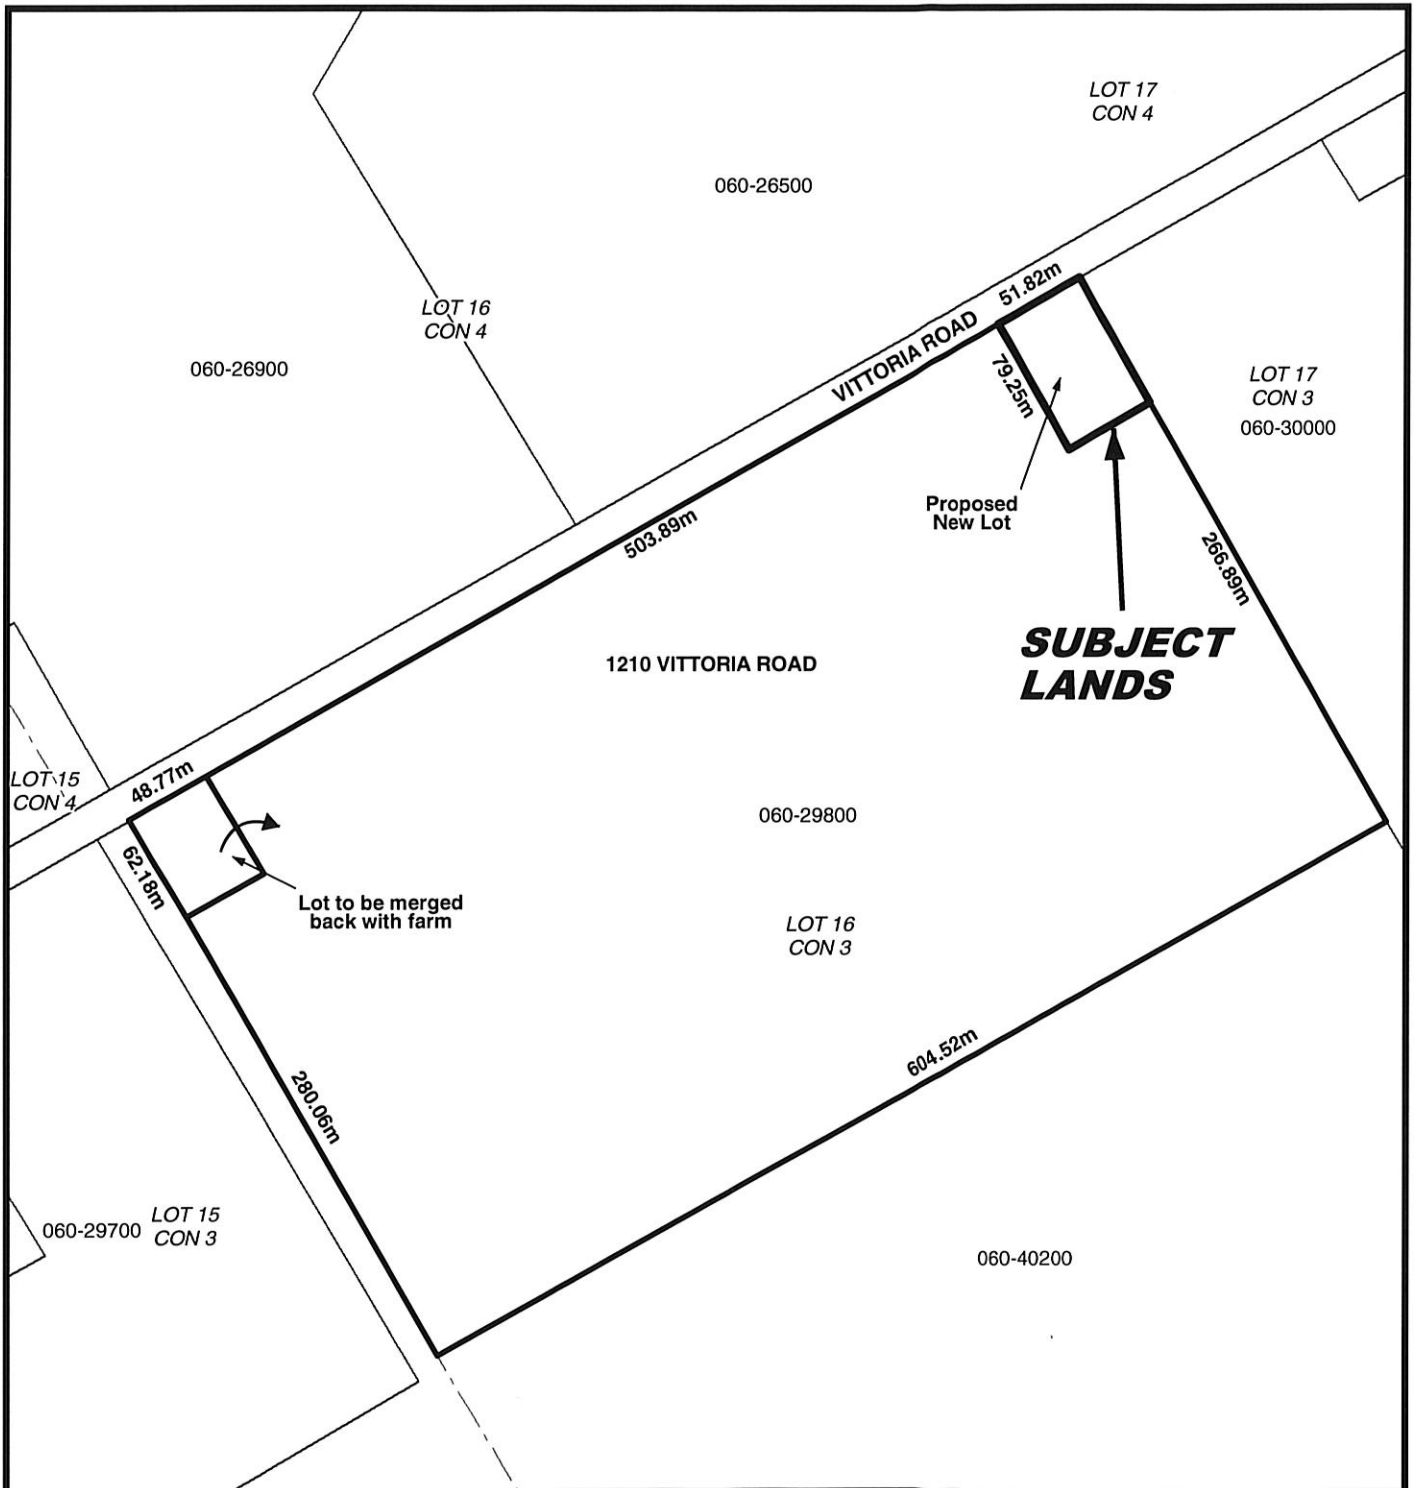 LOT 17
CON 4
060-26500
51.82m
LOT 16
CON 4
VITTORIA ROAD
060-26900
79.25m
LOT 17
CON 3
060-30000
Proposed
New Lot
503.89m
266.89m
SUBJECT
LANDS
1210 VITTORIA ROAD
LOT 15
CON 4
48.77m
060-29800
62.18m
Lot to be merged
back with farm
LOT 16
CON 3
604.52m
280.06m
060-29700
LOT 15
CON 3
060-40200